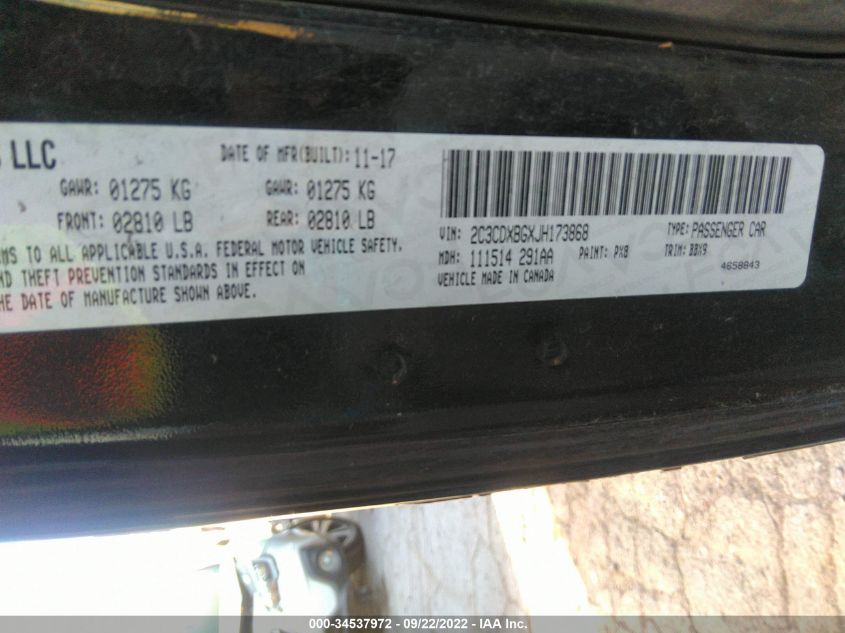 LLC DATE OF MFR(BUILT): 11-17
GAWR: 01275 KG GAWR: 01275 KG
FRONT: 02810 LB REAR: 02810 LB
TO ALL APPLICABLE U.S.A. FEDERAL MOTOR VEHICLE SAFETY,
AND THEFT PREVENTION STANDARDS IN EFFECT ON
THE DATE OF MANUFACTURE SHOWN ABOVE.
VIN: 2C3CDXBGXJH173868 TYPE: PASSENGER CAR
MDH: 111514 291AA PAINT: PX8 TRIM: BBX9
VEHICLE MADE IN CANADA 4658843
000-34537972 / 09/22/2022 / IAA Inc.